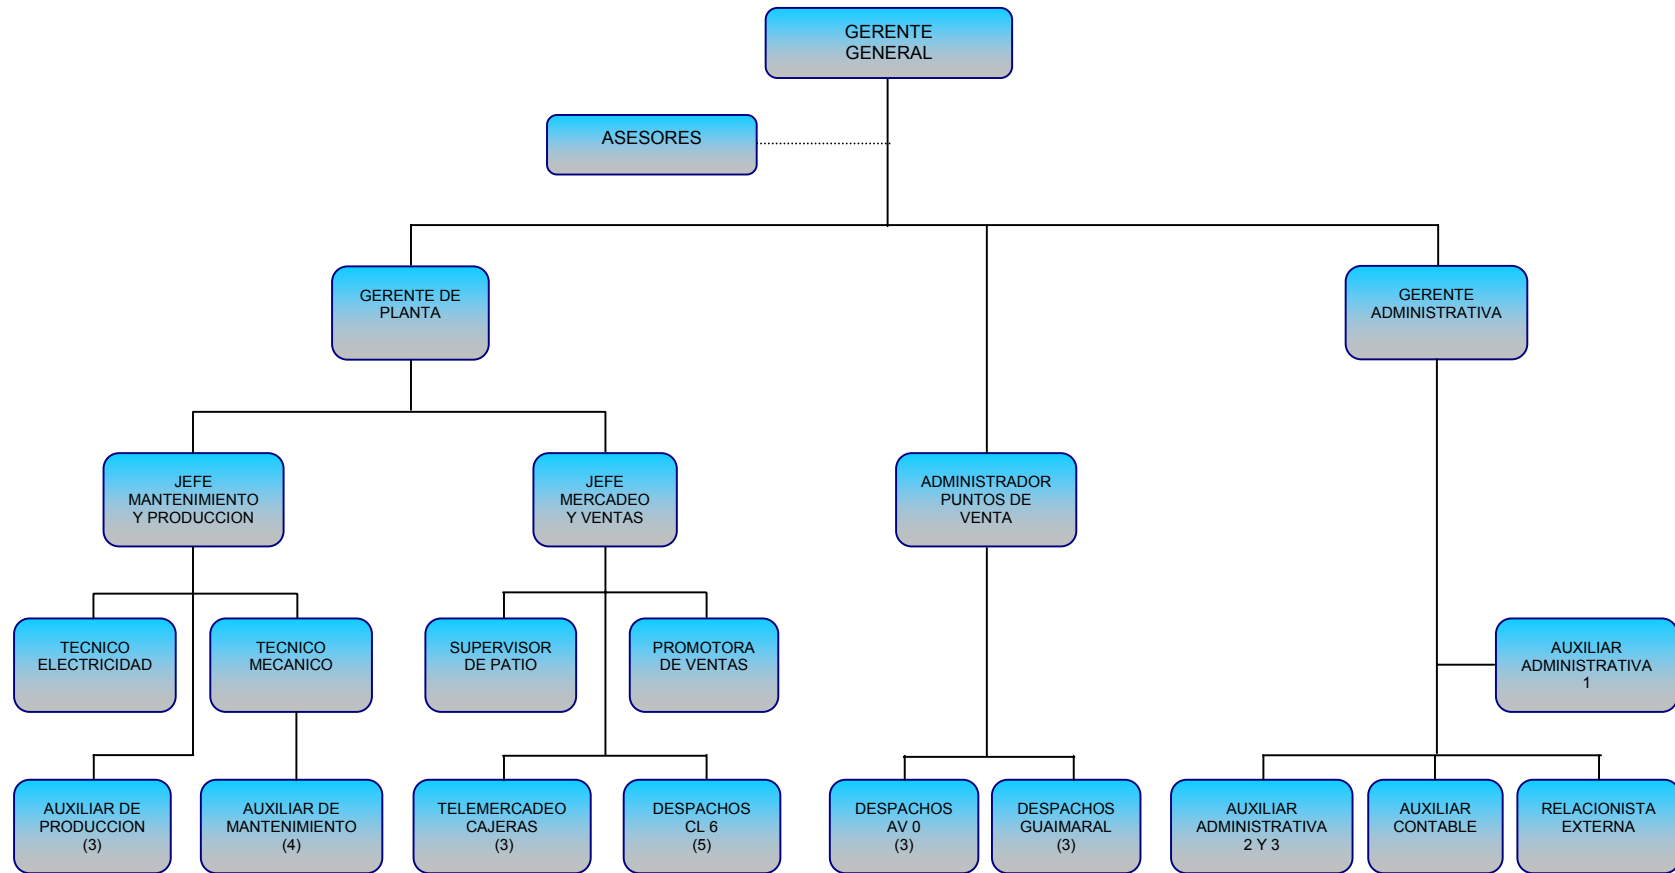 GERENTE
GENERAL
ASESORES
GERENTE DE
PLANTA
GERENTE
ADMINISTRATIVA
JEFE
MANTENIMIENTO
Y PRODUCCION
JEFE
MERCADEO
Y VENTAS
ADMINISTRADOR
PUNTOS DE
VENTA
TECNICO
ELECTRICIDAD
TECNICO
MECANICO
SUPERVISOR
DE PATIO
PROMOTORA
DE VENTAS
AUXILIAR
ADMINISTRATIVA
1
AUXILIAR DE
PRODUCCION
(3)
AUXILIAR DE
MANTENIMIENTO
(4)
TELEMERCADEO
CAJERAS
(3)
DESPACHOS
CL 6
(5)
DESPACHOS
AV 0
(3)
DESPACHOS
GUAIMARAL
(3)
AUXILIAR
ADMINISTRATIVA
2 Y 3
AUXILIAR
CONTABLE
RELACIONISTA
EXTERNA